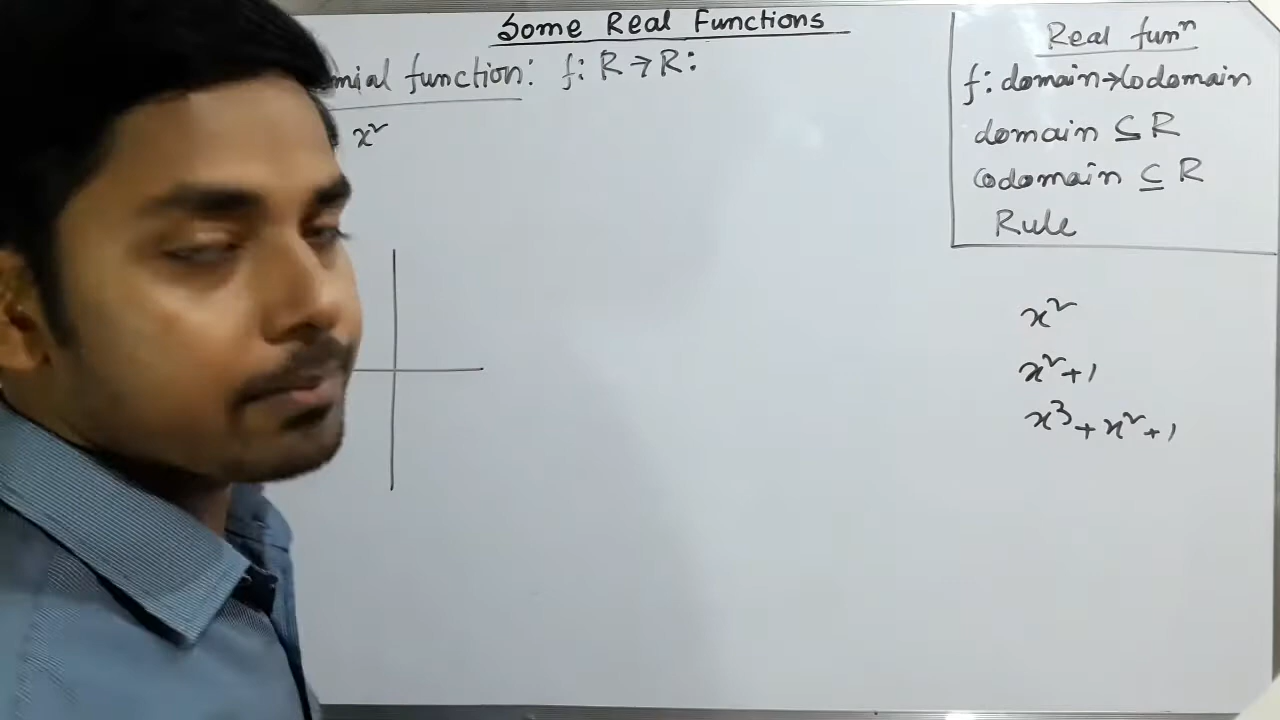 Some Real Functions
mial function: f: R → R:
x²
Real funⁿ
f: domain → Codomain
domain ⊆ R
Codomain ⊆ R
Rule
x²
x²+1
x³+x²+1